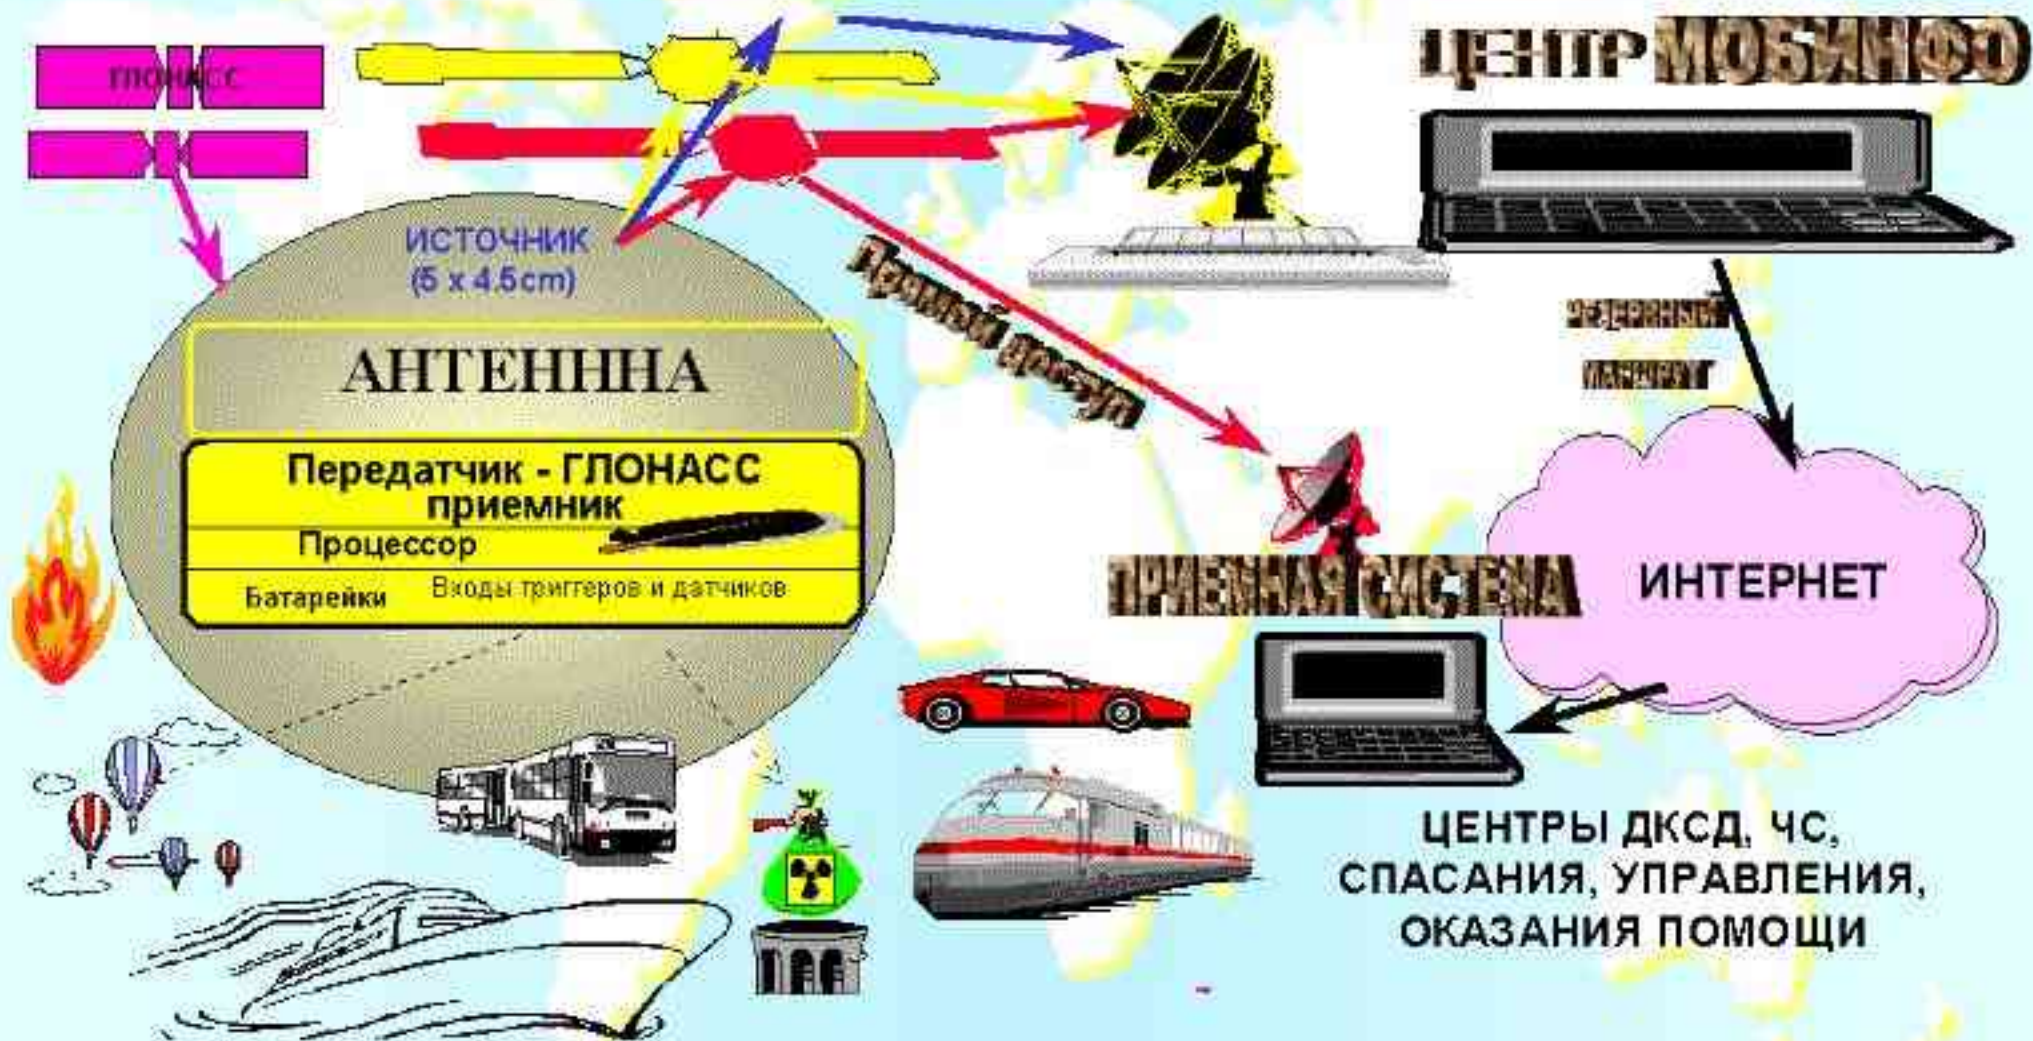 ГЛОНАСС
ЦЕНТР МОБИНФО
ИСТОЧНИК
(5 x 4.5cm)
Прямой доступ
РЕЗЕРВНЫЙ
МАРШРУТ
АНТЕНННА
Передатчик - ГЛОНАСС
приемник
Процессор
Батарейки
Входы триггеров и датчиков
ПРИЕМНАЯ СИСТЕМА
ИНТЕРНЕТ
ЦЕНТРЫ ДКСД, ЧС,
СПАСАНИЯ, УПРАВЛЕНИЯ,
ОКАЗАНИЯ ПОМОЩИ